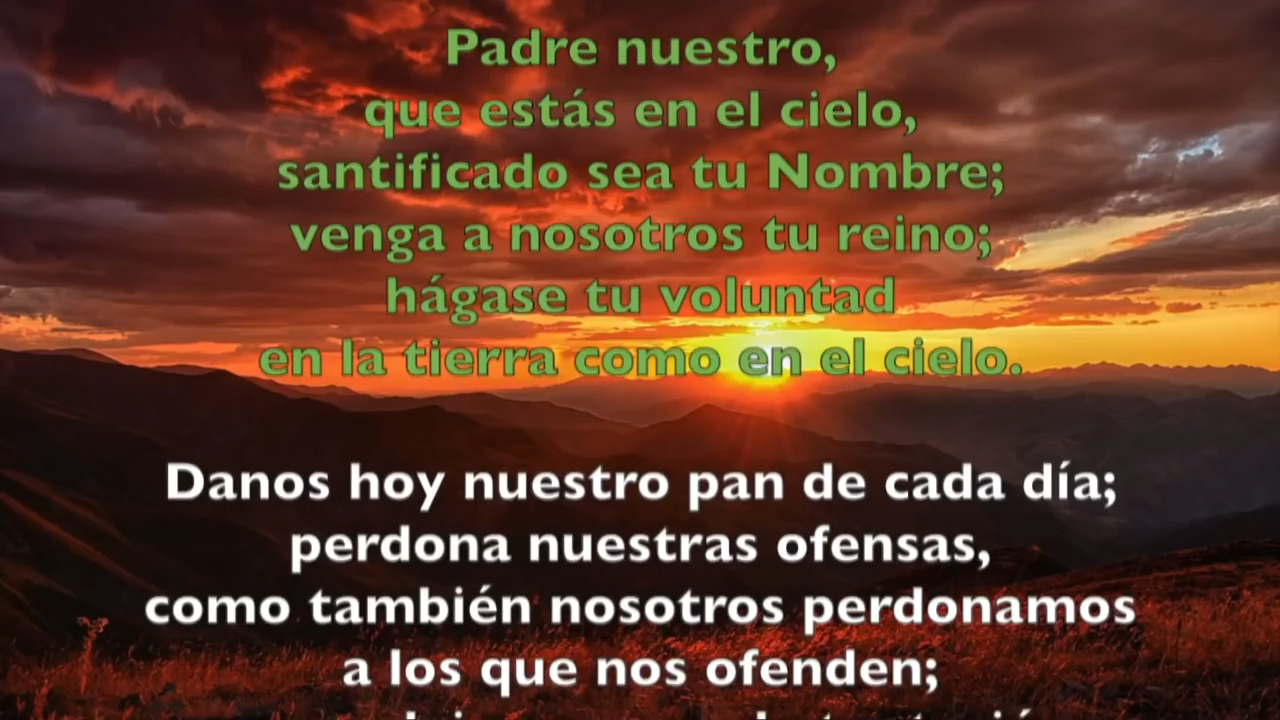 Padre nuestro,
que estás en el cielo,
santificado sea tu Nombre;
venga a nosotros tu reino;
hágase tu voluntad
en la tierra como en el cielo.
Danos hoy nuestro pan de cada día;
perdona nuestras ofensas,
como también nosotros perdonamos
a los que nos ofenden;